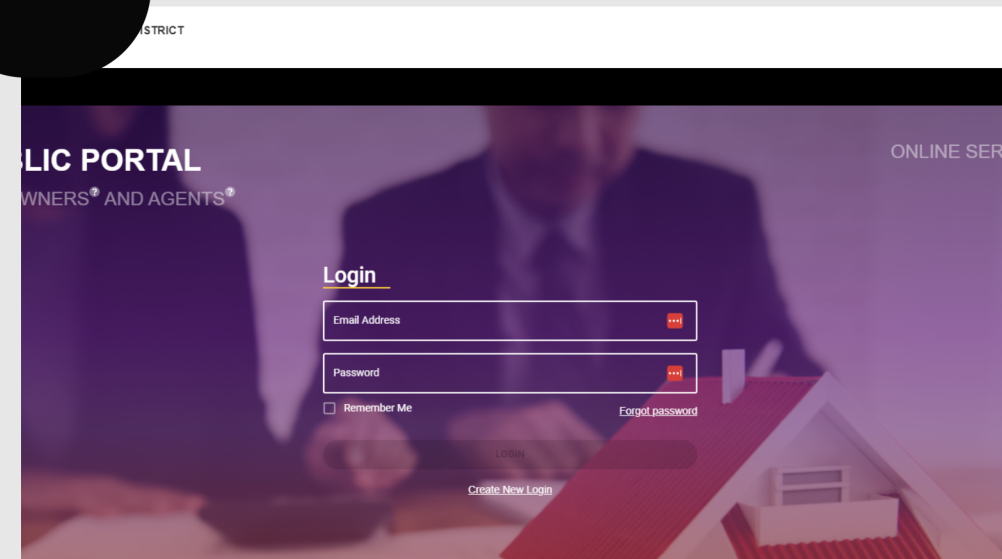 ISTRICT
LIC PORTAL
ONLINE SER
WNERS? AND AGENTS?
Login
Email Address
Password
Remember Me
Forgot password
LOGIN
Create New Login